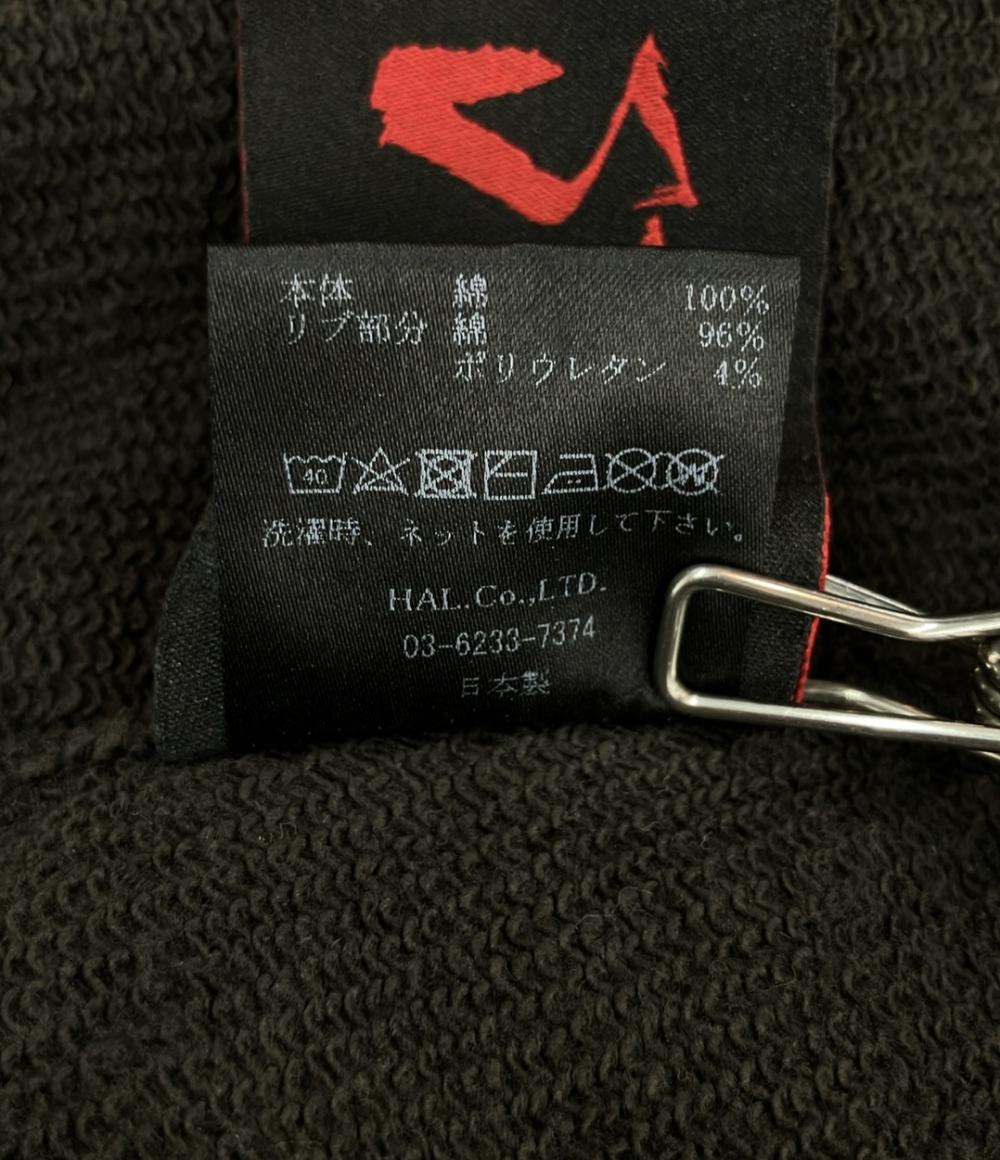 本体 綿 100%
リブ部分 綿 96%
ポリウレタン 4%
40
洗濯時、ネットを使用して下さい。
HAL.Co.,LTD.
03-6233-7374
日本製